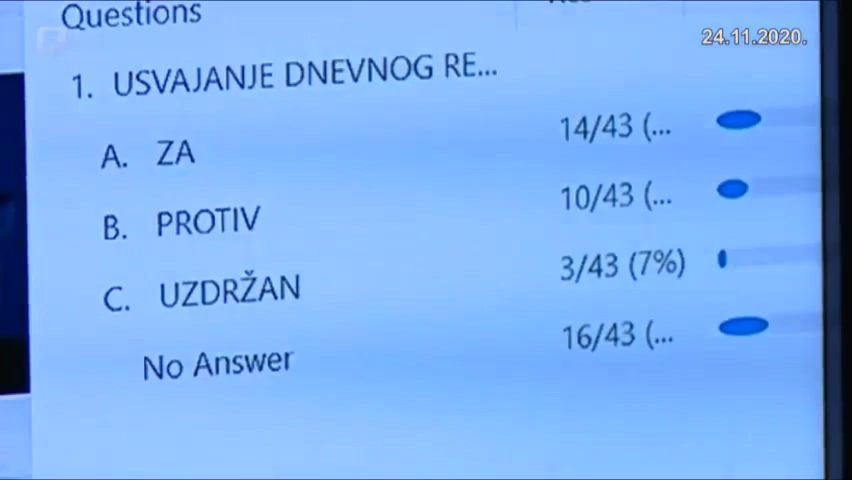 Questions
24.11.2020.
1. USVAJANJE DNEVNOG RE...
A. ZA 14/43 (...
B. PROTIV 10/43 (...
C. UZDRŽAN 3/43 (7%)
No Answer 16/43 (...